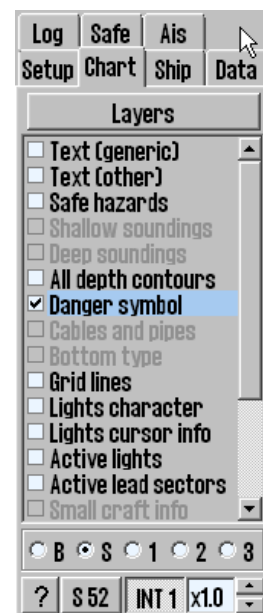 Log Safe Ais
Setup Chart Ship Data
Layers
Text (generic)
Text (other)
Safe hazards
Shallow soundings
Deep soundings
All depth contours
Danger symbol
Cables and pipes
Bottom type
Grid lines
Lights character
Lights cursor info
Active lights
Active lead sectors
Small craft info
B S 1 2 3
? S 52 INT 1 x1.0